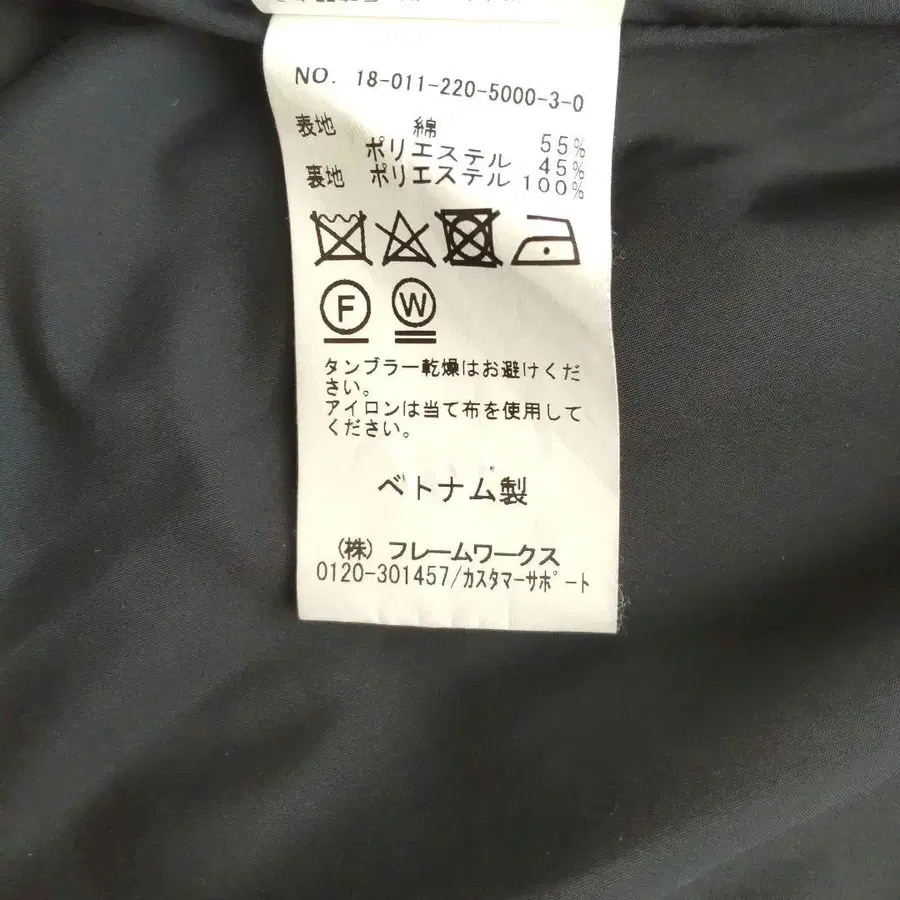 NO. 18-011-220-5000-3-0
表地 綿 55%
ポリエステル 45%
裏地 ポリエステル 100%
F W
タンブラー乾燥はお避けくだ
さい。
アイロンは当て布を使用して
ください。
ベトナム製
(株) フレームワークス
0120-301457/カスタマーサポート